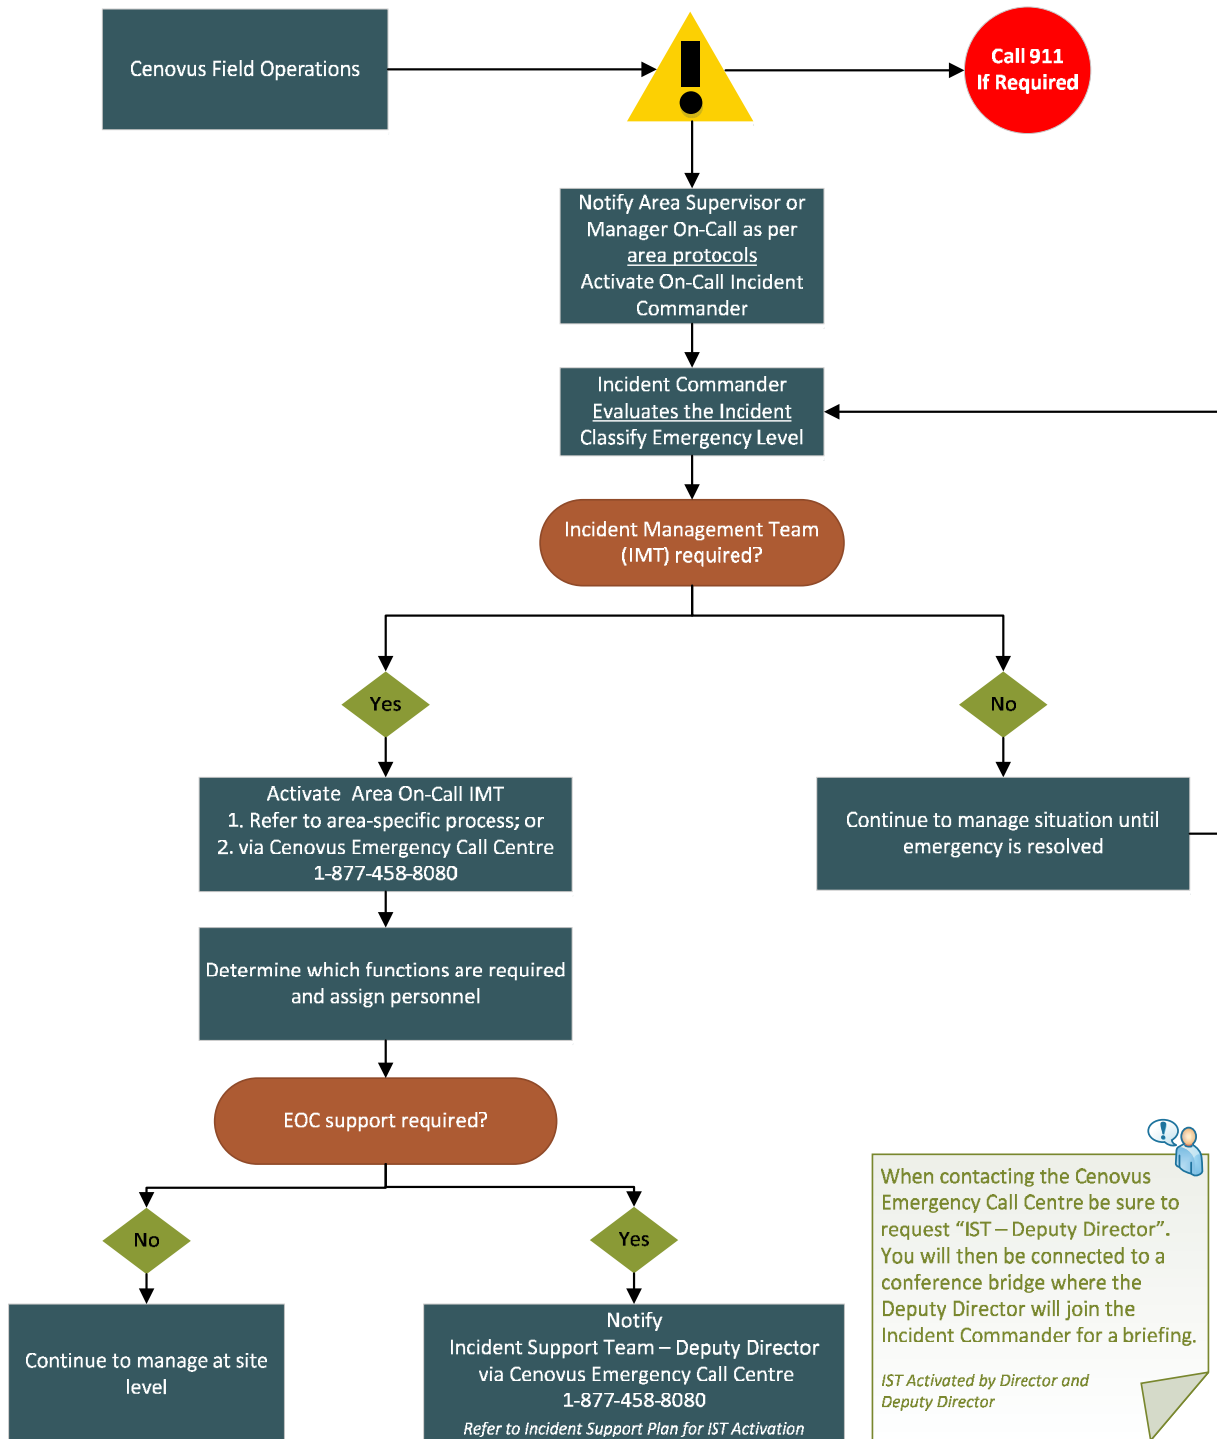 Cenovus Field Operations
Call 911
If Required
Notify Area Supervisor or
Manager On-Call as per
area protocols
Activate On-Call Incident
Commander
Incident Commander
Evaluates the Incident
Classify Emergency Level
Incident Management Team
(IMT) required?
Yes
No
Activate Area On-Call IMT
1. Refer to area-specific process; or
2. via Cenovus Emergency Call Centre
1-877-458-8080
Continue to manage situation until
emergency is resolved
Determine which functions are required
and assign personnel
EOC support required?
No
Yes
Continue to manage at site
level
Notify
Incident Support Team – Deputy Director
via Cenovus Emergency Call Centre
1-877-458-8080
Refer to Incident Support Plan for IST Activation
When contacting the Cenovus
Emergency Call Centre be sure to
request “IST – Deputy Director”.
You will then be connected to a
conference bridge where the
Deputy Director will join the
Incident Commander for a briefing.
IST Activated by Director and
Deputy Director